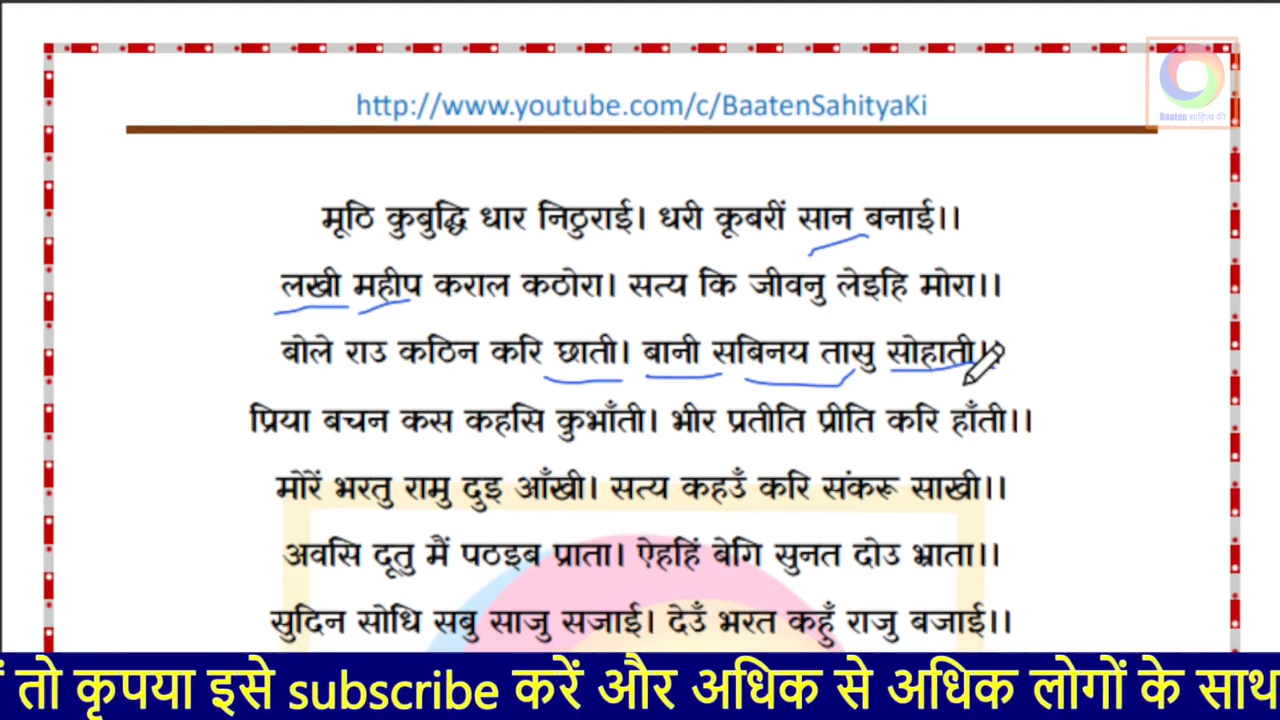 http://www.youtube.com/c/BaatenSahityaKi
Baaten साहित्य की
मूठि कुबुद्धि धार निठुराई। धरी कूबरीं सान बनाई।।
लखी महीप कराल कठोरा। सत्य कि जीवनु लेइहि मोरा।।
बोले राउ कठिन करि छाती। बानी सबिनय तासु सोहाती।।
प्रिया बचन कस कहसि कुभाँती। भीर प्रतीति प्रीति करि हाँती।।
मोरें भरतु रामु दुइ आँखी। सत्य कहउँ करि संकरू साखी।।
अवसि दूतु मैं पठइब प्राता। ऐहहिं बेगि सुनत दोउ भ्राता।।
सुदिन सोधि सबु साजु सजाई। देउँ भरत कहुँ राजु बजाई।।
तो कृपया इसे subscribe करें और अधिक से अधिक लोगों के साथ